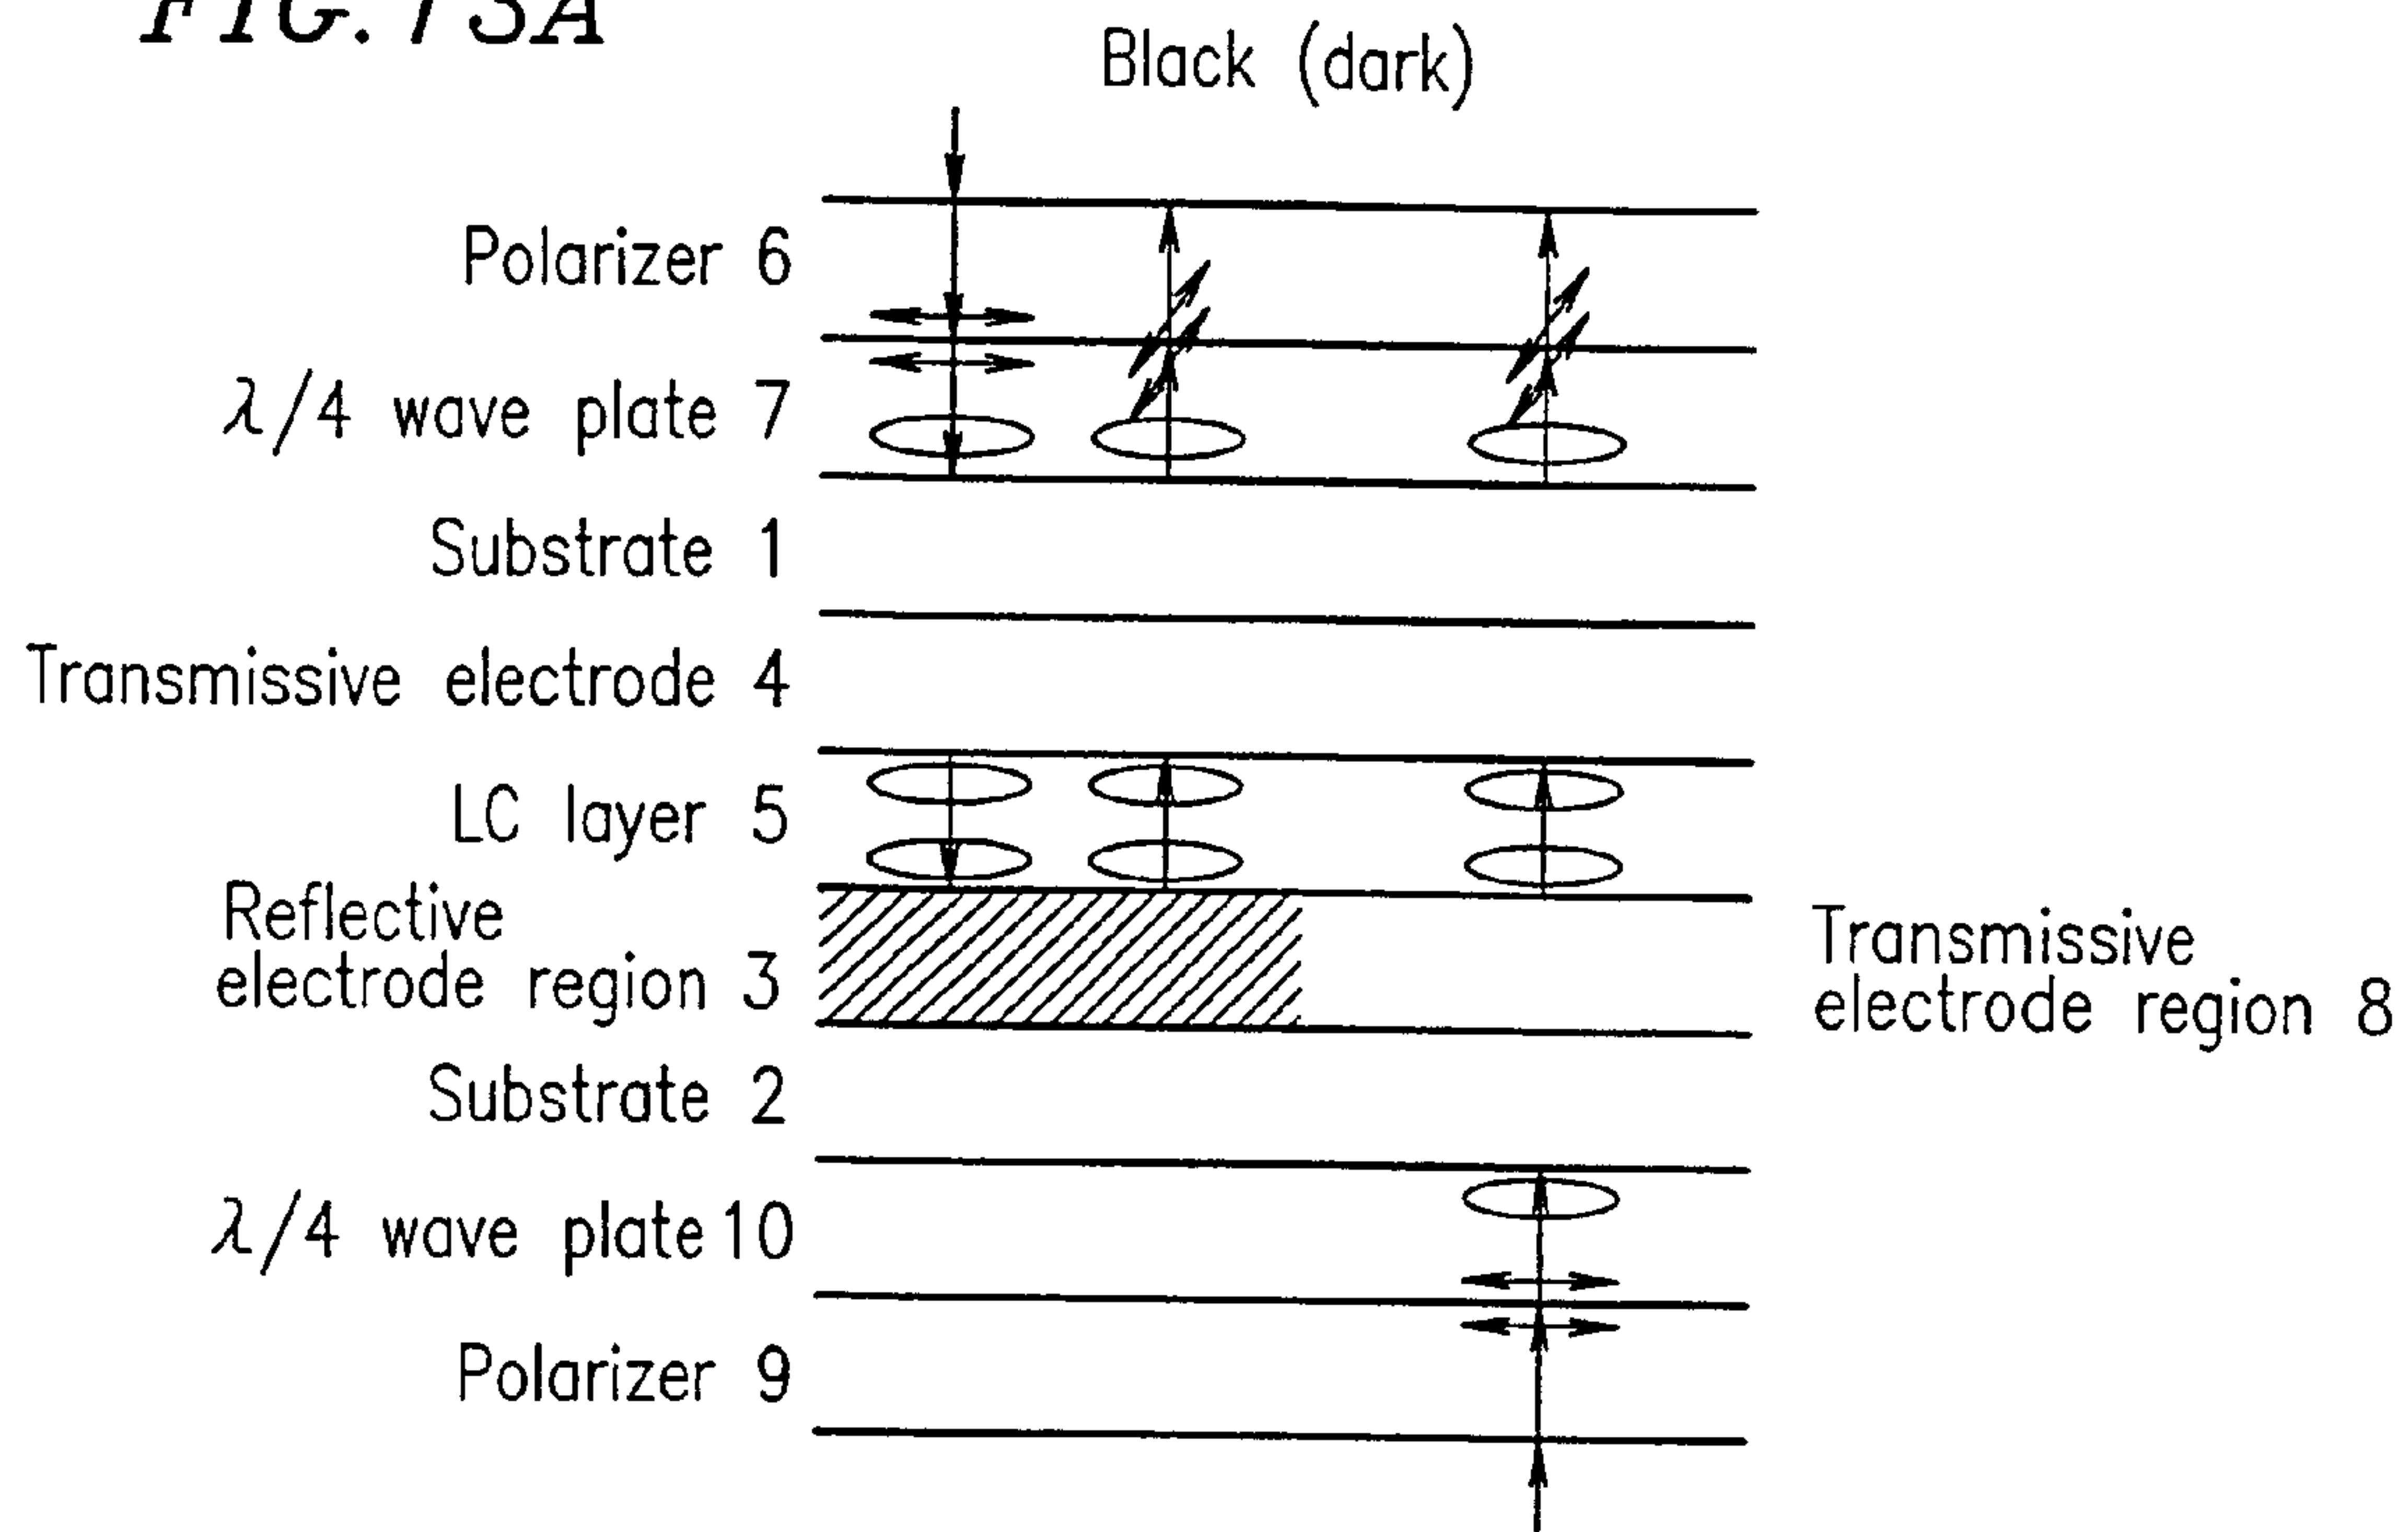 FIG.
Black (dark)
Polarizer 6
λ/4 wave plate 7
Substrate 1
Transmissive electrode 4
LC layer 5
Reflective
electrode region 3
Transmissive
electrode region 8
Substrate 2
λ/4 wave plate 10
Polarizer 9